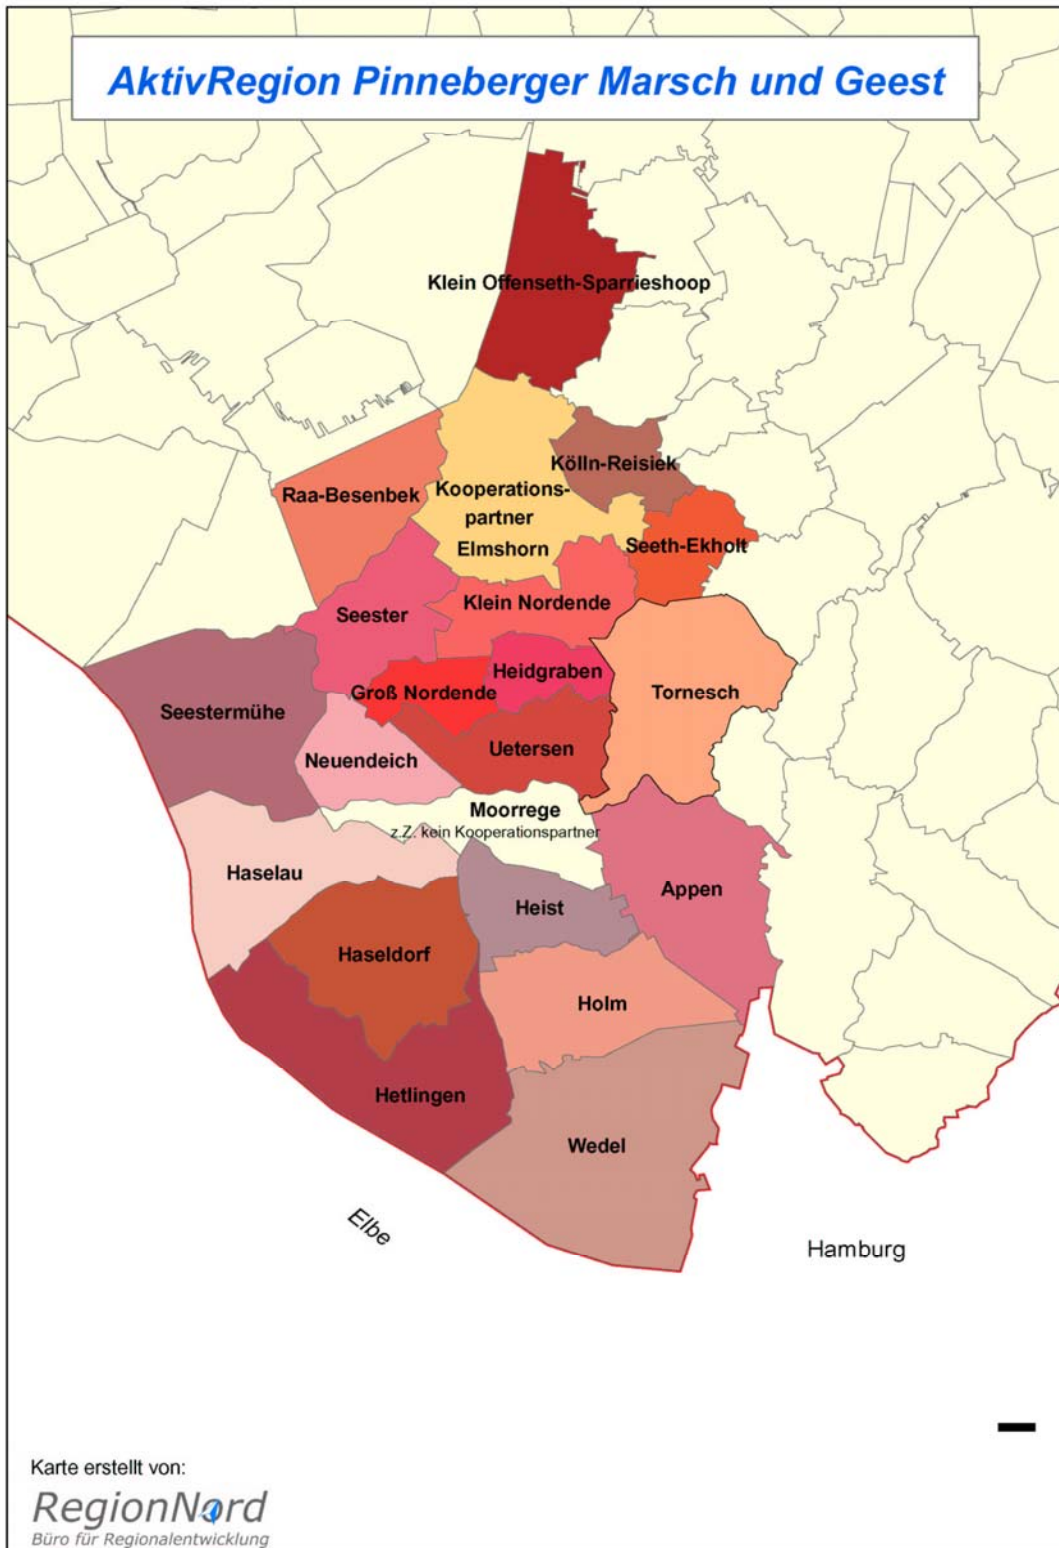 AktivRegion Pinneberger Marsch und Geest
Klein Offenseth-Sparrieshoop
Kölln-Reisiek
Raa-Besenbek
Kooperations-
partner
Elmshorn
Seeth-Ekholt
Klein Nordende
Seester
Heidgraben
Groß Nordende
Tornesch
Seestermühe
Uetersen
Neuendeich
Moorrege
z.Z. kein Kooperationspartner
Haselau
Appen
Heist
Haseldorf
Holm
Hetlingen
Wedel
Elbe
Hamburg
Karte erstellt von:
RegionNord
Büro für Regionalentwicklung